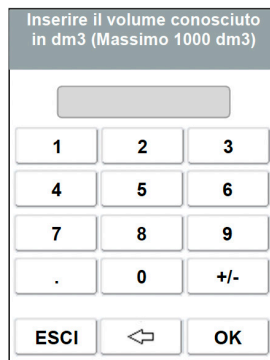 Inserire il volume conosciuto
in dm3 (Massimo 1000 dm3)
1 2 3
4 5 6
7 8 9
. 0 +/-
ESCI OK